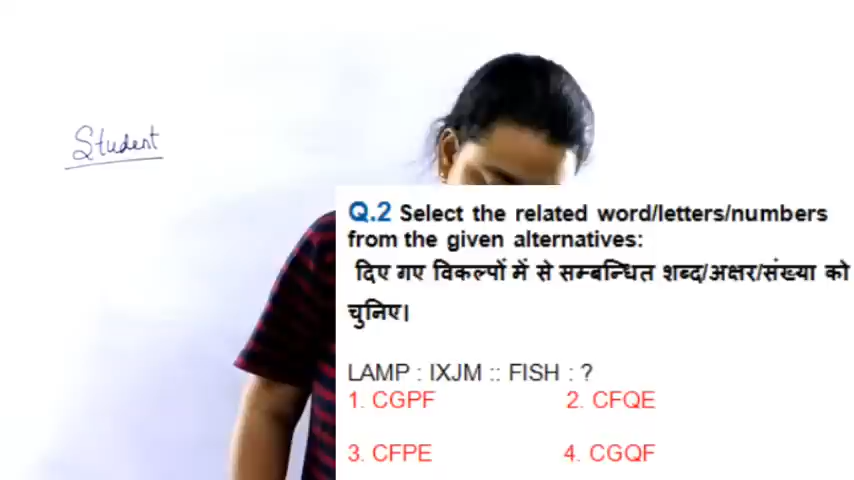 Student
Q.2 Select the related word/letters/numbers
from the given alternatives:
दिए गए विकल्पों में से सम्बन्धित शब्द/अक्षर/संख्या को
चुनिए।
LAMP : IXJM :: FISH : ?
1. CGPF 2. CFQE
3. CFPE 4. CGQF